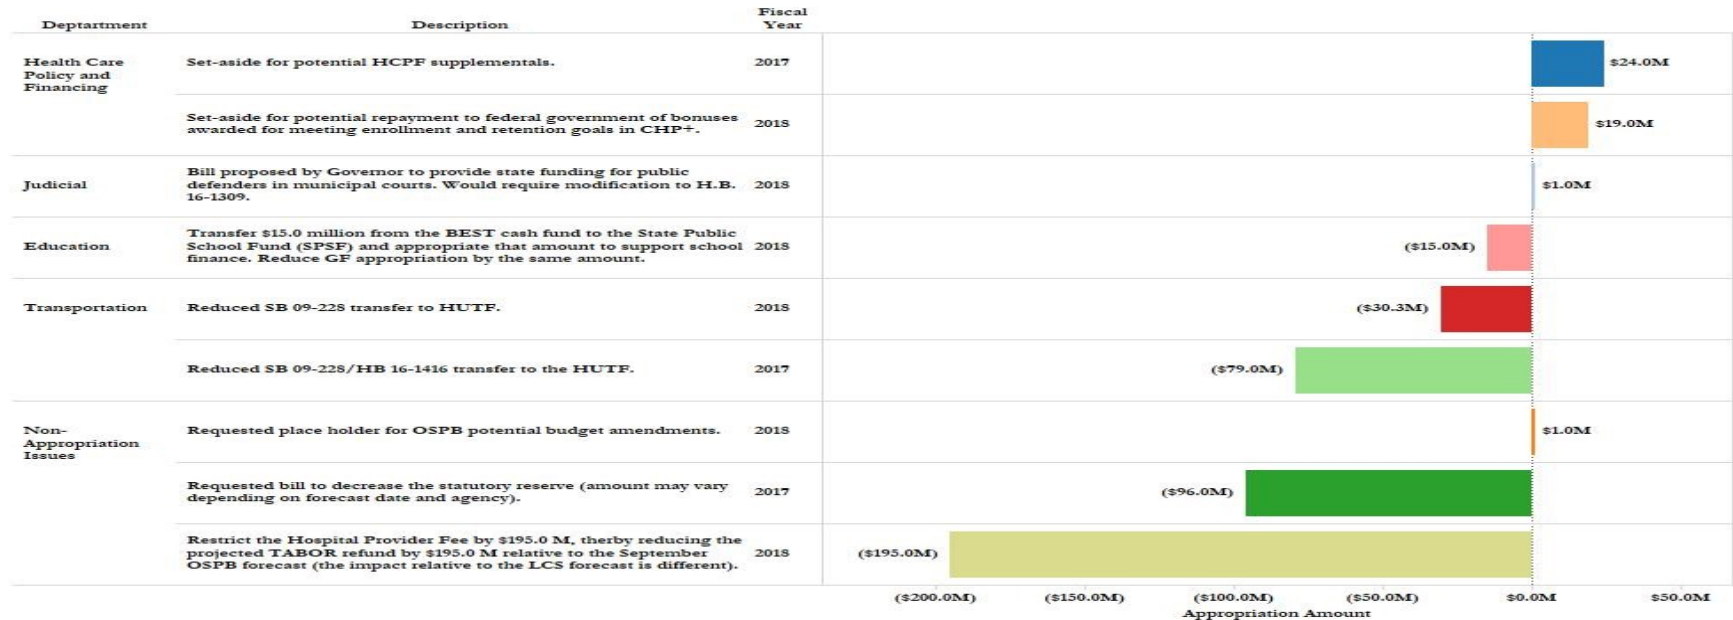 Deptartment
Description
Fiscal
Year
Health Care
Policy and
Financing
Set-aside for potential HCPF supplementals.
2017
$24.0M
Set-aside for potential repayment to federal government of bonuses
awarded for meeting enrollment and retention goals in CHP+.
2018
$19.0M
Judicial
Bill proposed by Governor to provide state funding for public
defenders in municipal courts. Would require modification to H.B.
16-1309.
2018
$1.0M
Education
Transfer $15.0 million from the BEST cash fund to the State Public
School Fund (SPSF) and appropriate that amount to support school
finance. Reduce GF appropriation by the same amount.
2018
($15.0M)
Transportation
Reduced SB 09-228 transfer to HUTF.
2018
($30.3M)
Reduced SB 09-228/HB 16-1416 transfer to the HUTF.
2017
($79.0M)
Non-
Appropriation
Issues
Requested place holder for OSPB potential budget amendments.
2018
$1.0M
Requested bill to decrease the statutory reserve (amount may vary
depending on forecast date and agency).
2017
($96.0M)
Restrict the Hospital Provider Fee by $195.0 M, therby reducing the
projected TABOR refund by $195.0 M relative to the September
OSPB forecast (the impact relative to the LCS forecast is different).
2018
($195.0M)
($200.0M) ($150.0M) ($100.0M) ($50.0M) $0.0M $50.0M
Appropriation Amount